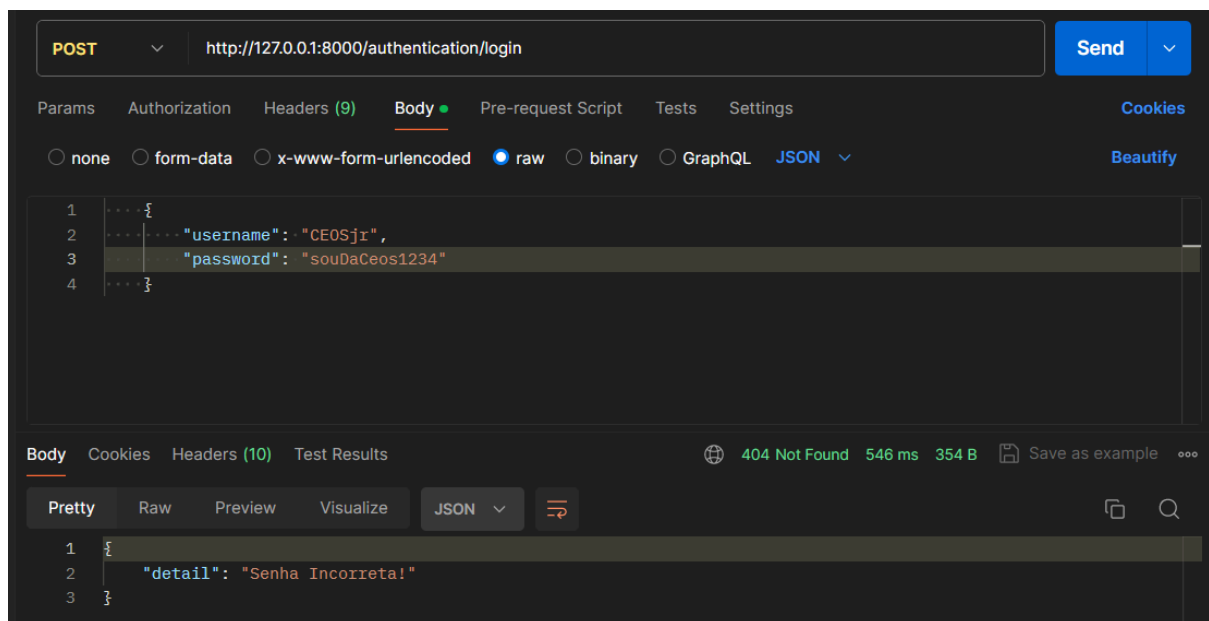 POST http://127.0.0.1:8000/authentication/login Send
Params Authorization Headers (9) Body Pre-request Script Tests Settings Cookies
none form-data x-www-form-urlencoded raw binary GraphQL JSON Beautify
1 {
2 "username": "CEOSjr",
3 "password": "souDaCeos1234"
4 }
Body Cookies Headers (10) Test Results 404 Not Found 546 ms 354 B Save as example
Pretty Raw Preview Visualize JSON
1 {
2 "detail": "Senha Incorreta!"
3 }